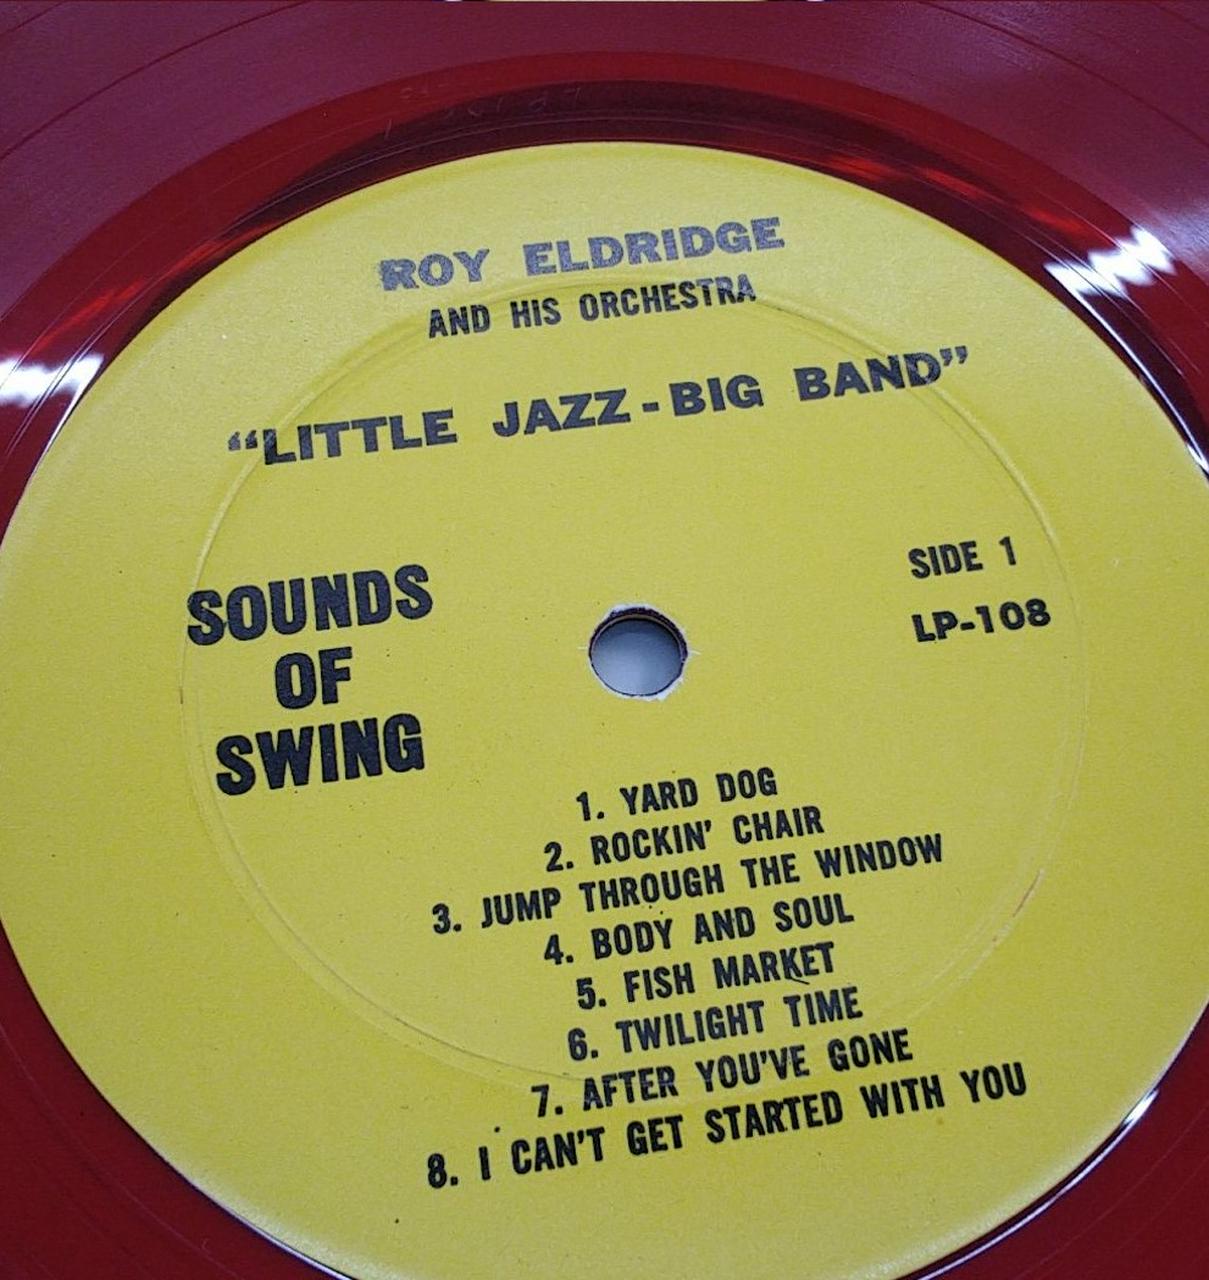 ROY ELDRIDGE
AND HIS ORCHESTRA
“LITTLE JAZZ-BIG BAND”
SOUNDS
OF
SWING
SIDE 1
LP-108
1. YARD DOG
2. ROCKIN’ CHAIR
3. JUMP THROUGH THE WINDOW
4. BODY AND SOUL
5. FISH MARKET
6. TWILIGHT TIME
7. AFTER YOU’VE GONE
8. I CAN’T GET STARTED WITH YOU